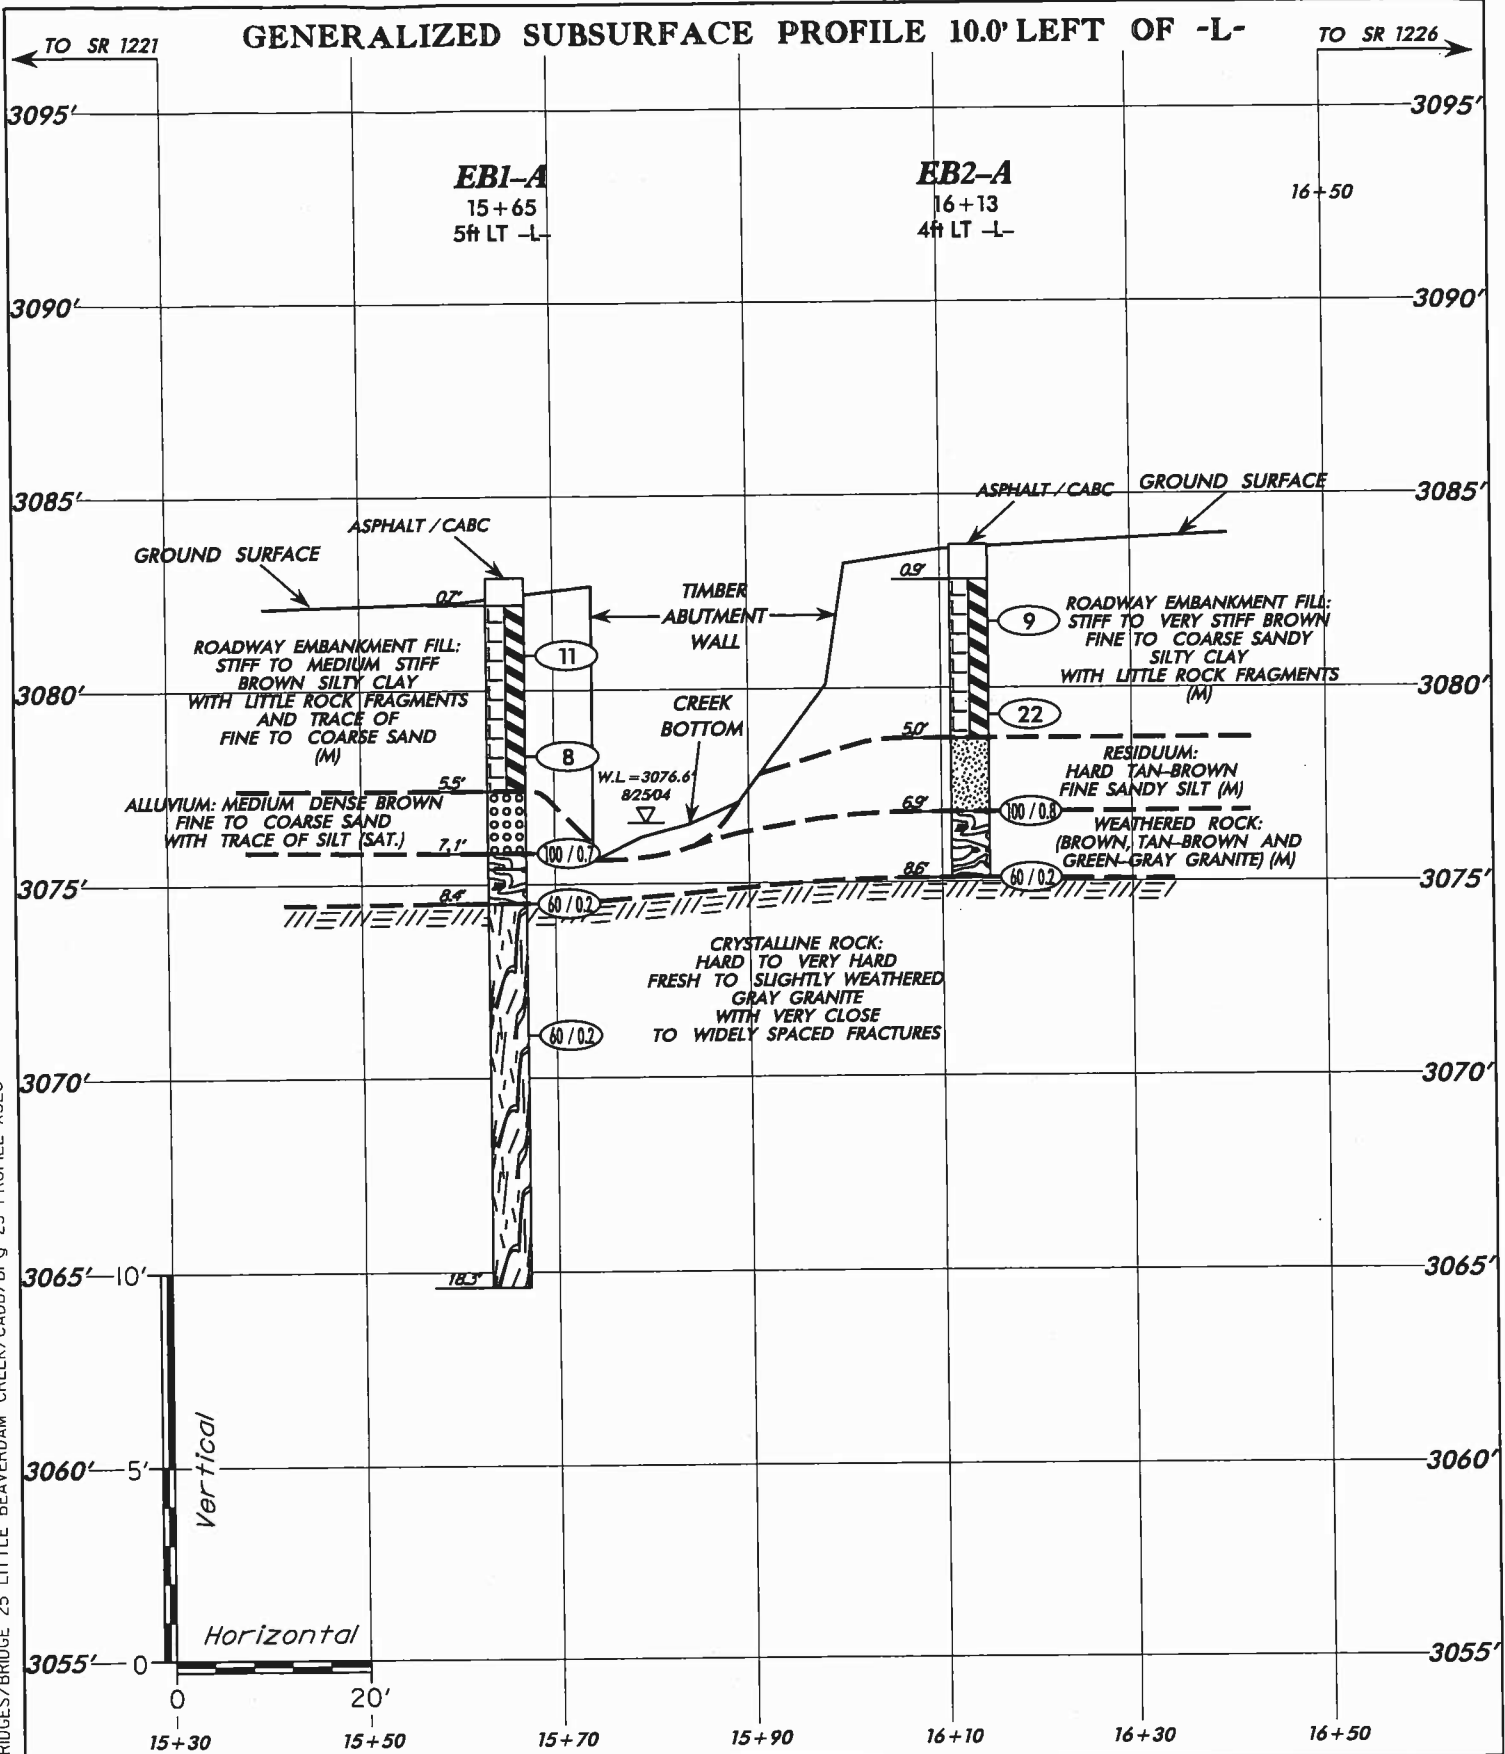 GENERALIZED SUBSURFACE PROFILE 10.0' LEFT OF -L-
TO SR 1221
TO SR 1226
3095'
3095'
EB1-A
15+65
5ft LT -L-
EB2-A
16+13
4ft LT -L-
16+50
3090'
3090'
3085'
3085'
ASPHALT/CABC
GROUND SURFACE
ASPHALT/CABC
GROUND SURFACE
0.7'
0.9'
TIMBER
ABUTMENT
WALL
ROADWAY EMBANKMENT FILL:
STIFF TO MEDIUM STIFF
BROWN SILTY CLAY
WITH LITTLE ROCK FRAGMENTS
AND TRACE OF
FINE TO COARSE SAND
(M)
11
8
9
22
ROADWAY EMBANKMENT FILL:
STIFF TO VERY STIFF BROWN
FINE TO COARSE SANDY
SILTY CLAY
WITH LITTLE ROCK FRAGMENTS
(M)
3080'
3080'
CREEK
BOTTOM
W.L.=3076.6'
8/25/04
5.5'
5.0'
ALLUVIUM: MEDIUM DENSE BROWN
FINE TO COARSE SAND
WITH TRACE OF SILT (SAT.)
7.1'
100/0.7
RESIDUUM:
HARD TAN-BROWN
FINE SANDY SILT (M)
6.9'
100/0.8
WEATHERED ROCK:
(BROWN, TAN-BROWN AND
GREEN-GRAY GRANITE) (M)
3075'
3075'
8.4'
60/0.2
8.6'
60/0.2
CRYSTALLINE ROCK:
HARD TO VERY HARD
FRESH TO SLIGHTLY WEATHERED
GRAY GRANITE
WITH VERY CLOSE
TO WIDELY SPACED FRACTURES
60/0.2
3070'
3070'
3065'
10'
3065'
18.3'
3060'
5'
3060'
Vertical
Horizontal
3055'
0
3055'
0
20'
15+30
15+50
15+70
15+90
16+10
16+30
16+50
BRIDGE 25 LITTLE BEAVERDAM CREEK/CADD/